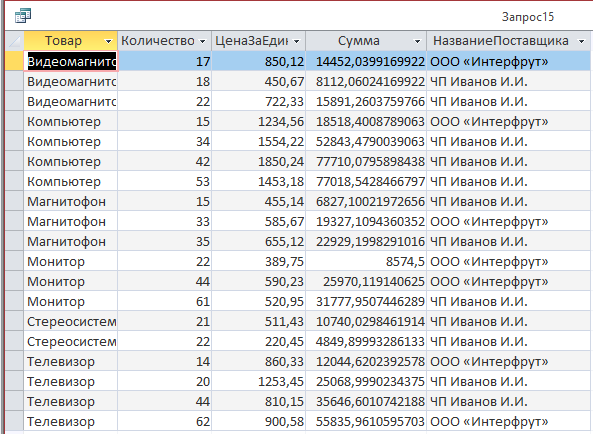 Запрос15
Товар Количество ЦенаЗаЕдин Сумма НазваниеПоставщика
Видеомагнито 17 850,12 14452,0399169922 ООО «Интерфрут»
Видеомагнито 18 450,67 8112,06024169922 ЧП Иванов И.И.
Видеомагнито 22 722,33 15891,2603759766 ЧП Иванов И.И.
Компьютер 15 1234,56 18518,4008789063 ООО «Интерфрут»
Компьютер 34 1554,22 52843,4790039063 ЧП Иванов И.И.
Компьютер 42 1850,24 77710,0795898438 ЧП Иванов И.И.
Компьютер 53 1453,18 77018,5428466797 ЧП Иванов И.И.
Магнитофон 15 455,14 6827,10021972656 ЧП Иванов И.И.
Магнитофон 33 585,67 19327,1094360352 ООО «Интерфрут»
Магнитофон 35 655,12 22929,1998291016 ЧП Иванов И.И.
Монитор 22 389,75 8574,5 ООО «Интерфрут»
Монитор 44 590,23 25970,119140625 ООО «Интерфрут»
Монитор 61 520,95 31777,9507446289 ЧП Иванов И.И.
Стереосистем 21 511,43 10740,0298461914 ЧП Иванов И.И.
Стереосистем 22 220,45 4849,89993286133 ЧП Иванов И.И.
Телевизор 14 860,33 12044,6202392578 ООО «Интерфрут»
Телевизор 20 1253,45 25068,9990234375 ЧП Иванов И.И.
Телевизор 44 810,15 35646,6010742188 ЧП Иванов И.И.
Телевизор 62 900,58 55835,9610595703 ООО «Интерфрут»